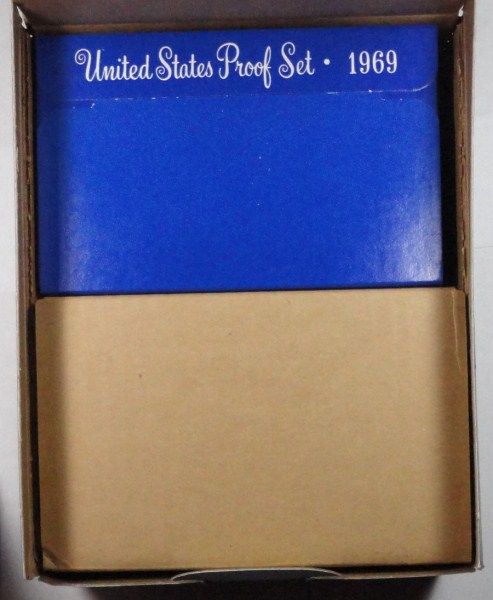 United States Proof Set • 1969